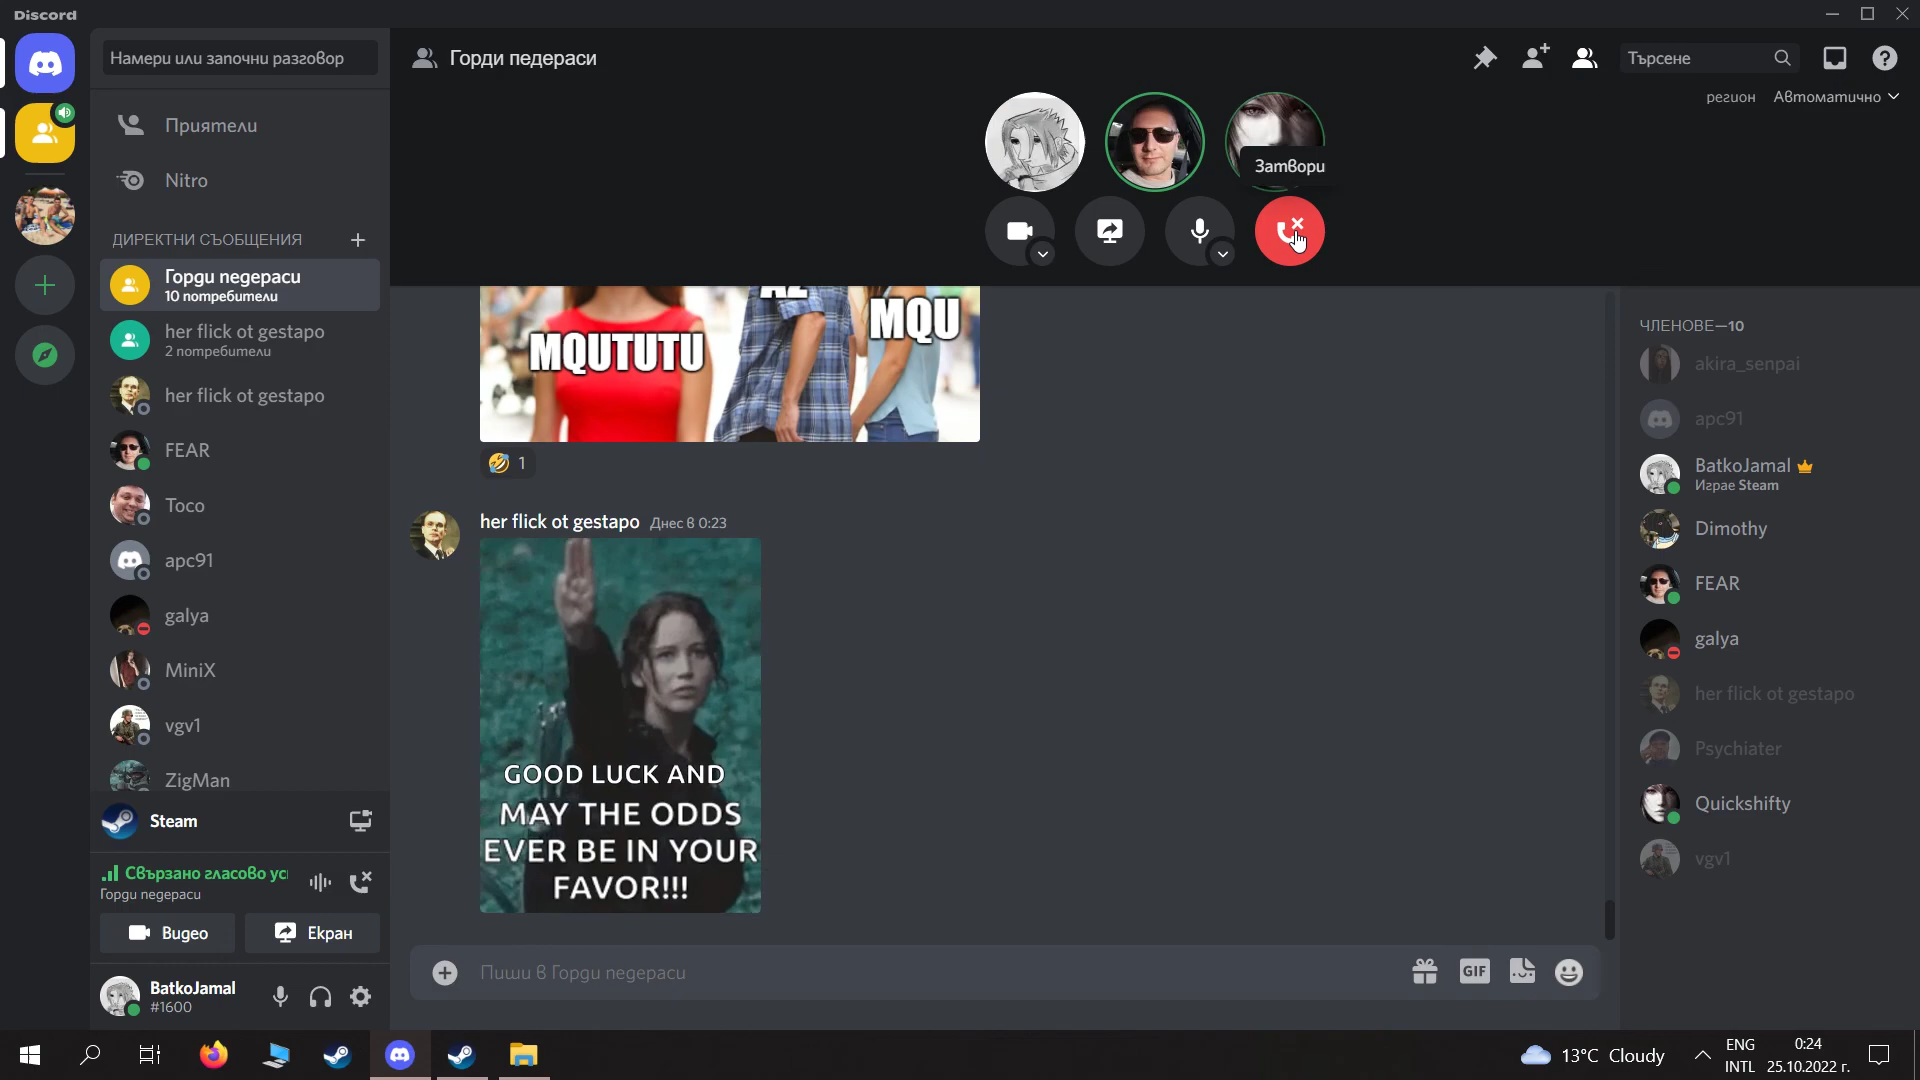 Discord
Намери или започни разговор
Приятели
Nitro
ДИРЕКТНИ СЪОБЩЕНИЯ
Горди педераси
10 потребители
her flick ot gestapo
2 потребители
her flick ot gestapo
FEAR
Toco
apc91
galya
MiniX
vgv1
ZigMan
Steam
Свързано гласово ус
Горди педераси
Видео
Екран
BatkoJamal
#1600
Горди педераси
Търсене
регион Автоматично
Затвори
AZ
MQUTUTU
MQU
1
her flick ot gestapo Днес в 0:23
GOOD LUCK AND
MAY THE ODDS
EVER BE IN YOUR
FAVOR!!!
Пиши в Горди педераси
GIF
ЧЛЕНОВЕ—10
akira_senpai
apc91
BatkoJamal
Играе Steam
Dimothy
FEAR
galya
her flick ot gestapo
Psychiater
Quickshifty
vgv1
13°C Cloudy
ENG
INTL
0:24
25.10.2022 г.